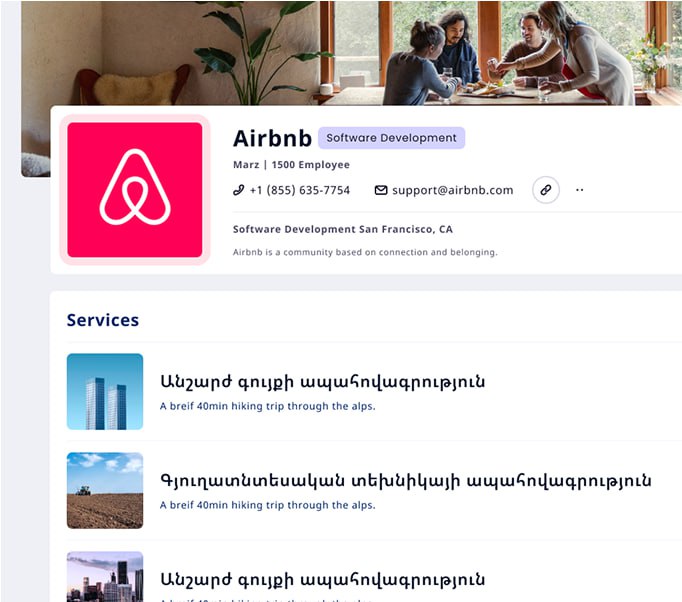 Airbnb Software Development
Marz | 1500 Employee
+1 (855) 635-7754 support@airbnb.com
Software Development San Francisco, CA
Airbnb is a community based on connection and belonging.
Services
Անշարժ գույքի ապահովագրություն
A breif 40min hiking trip through the alps.
Գյուղատնտեսական տեխնիկայի ապահովագրություն
A breif 40min hiking trip through the alps.
Անշարժ գույքի ապահովագրություն